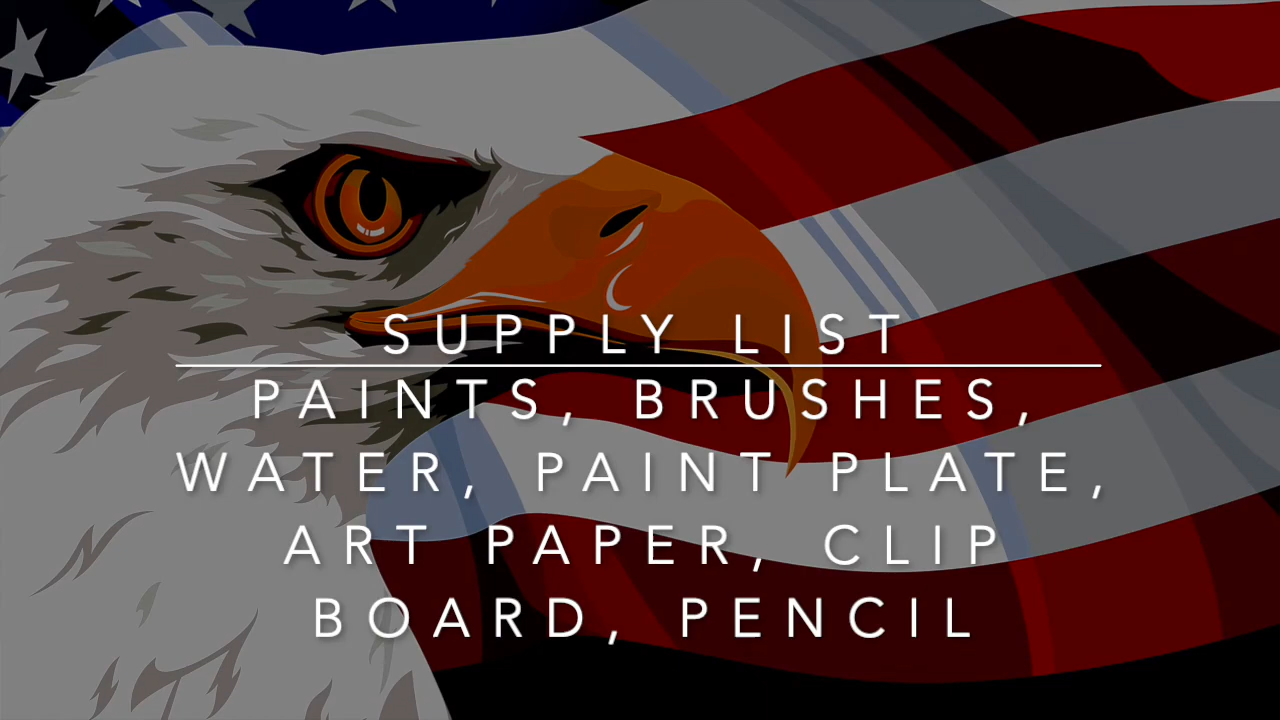 SUPPLY LIST
PAINTS, BRUSHES,
WATER, PAINT PLATE,
ART PAPER, CLIP
BOARD, PENCIL